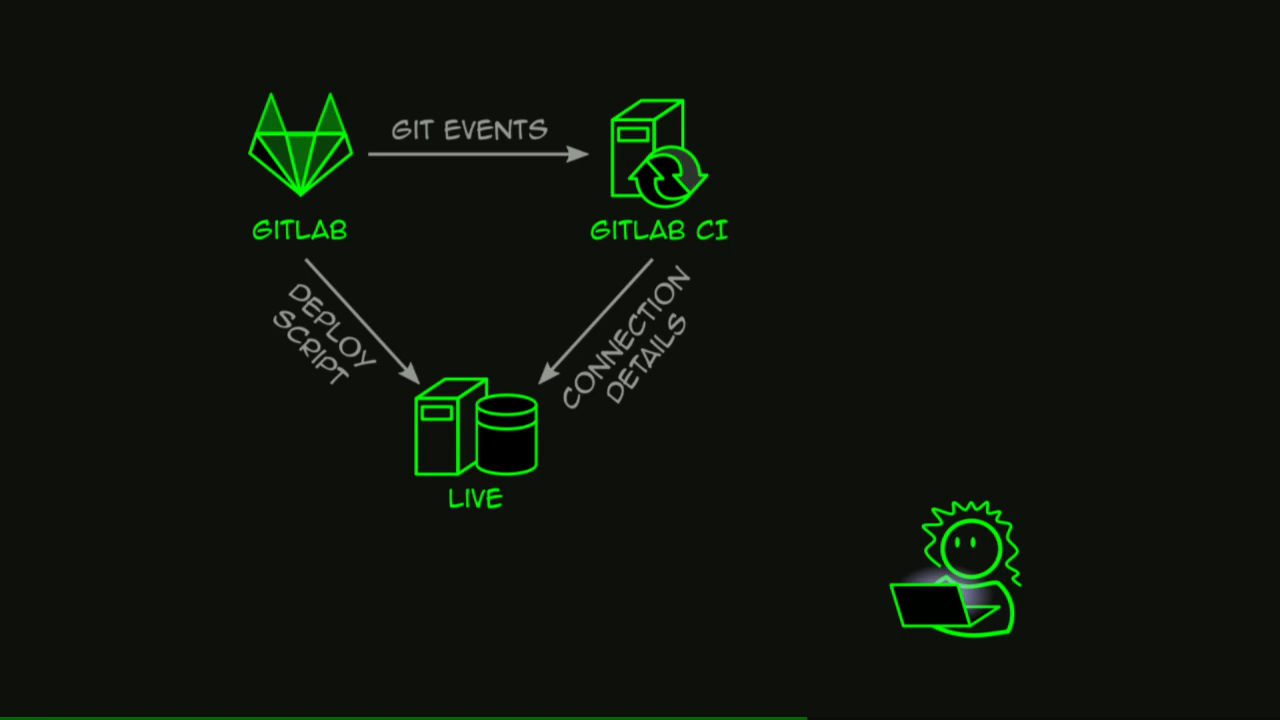 GIT EVENTS
GITLAB
GITLAB CI
DEPLOY
SCRIPT
CONNECTION
DETAILS
LIVE